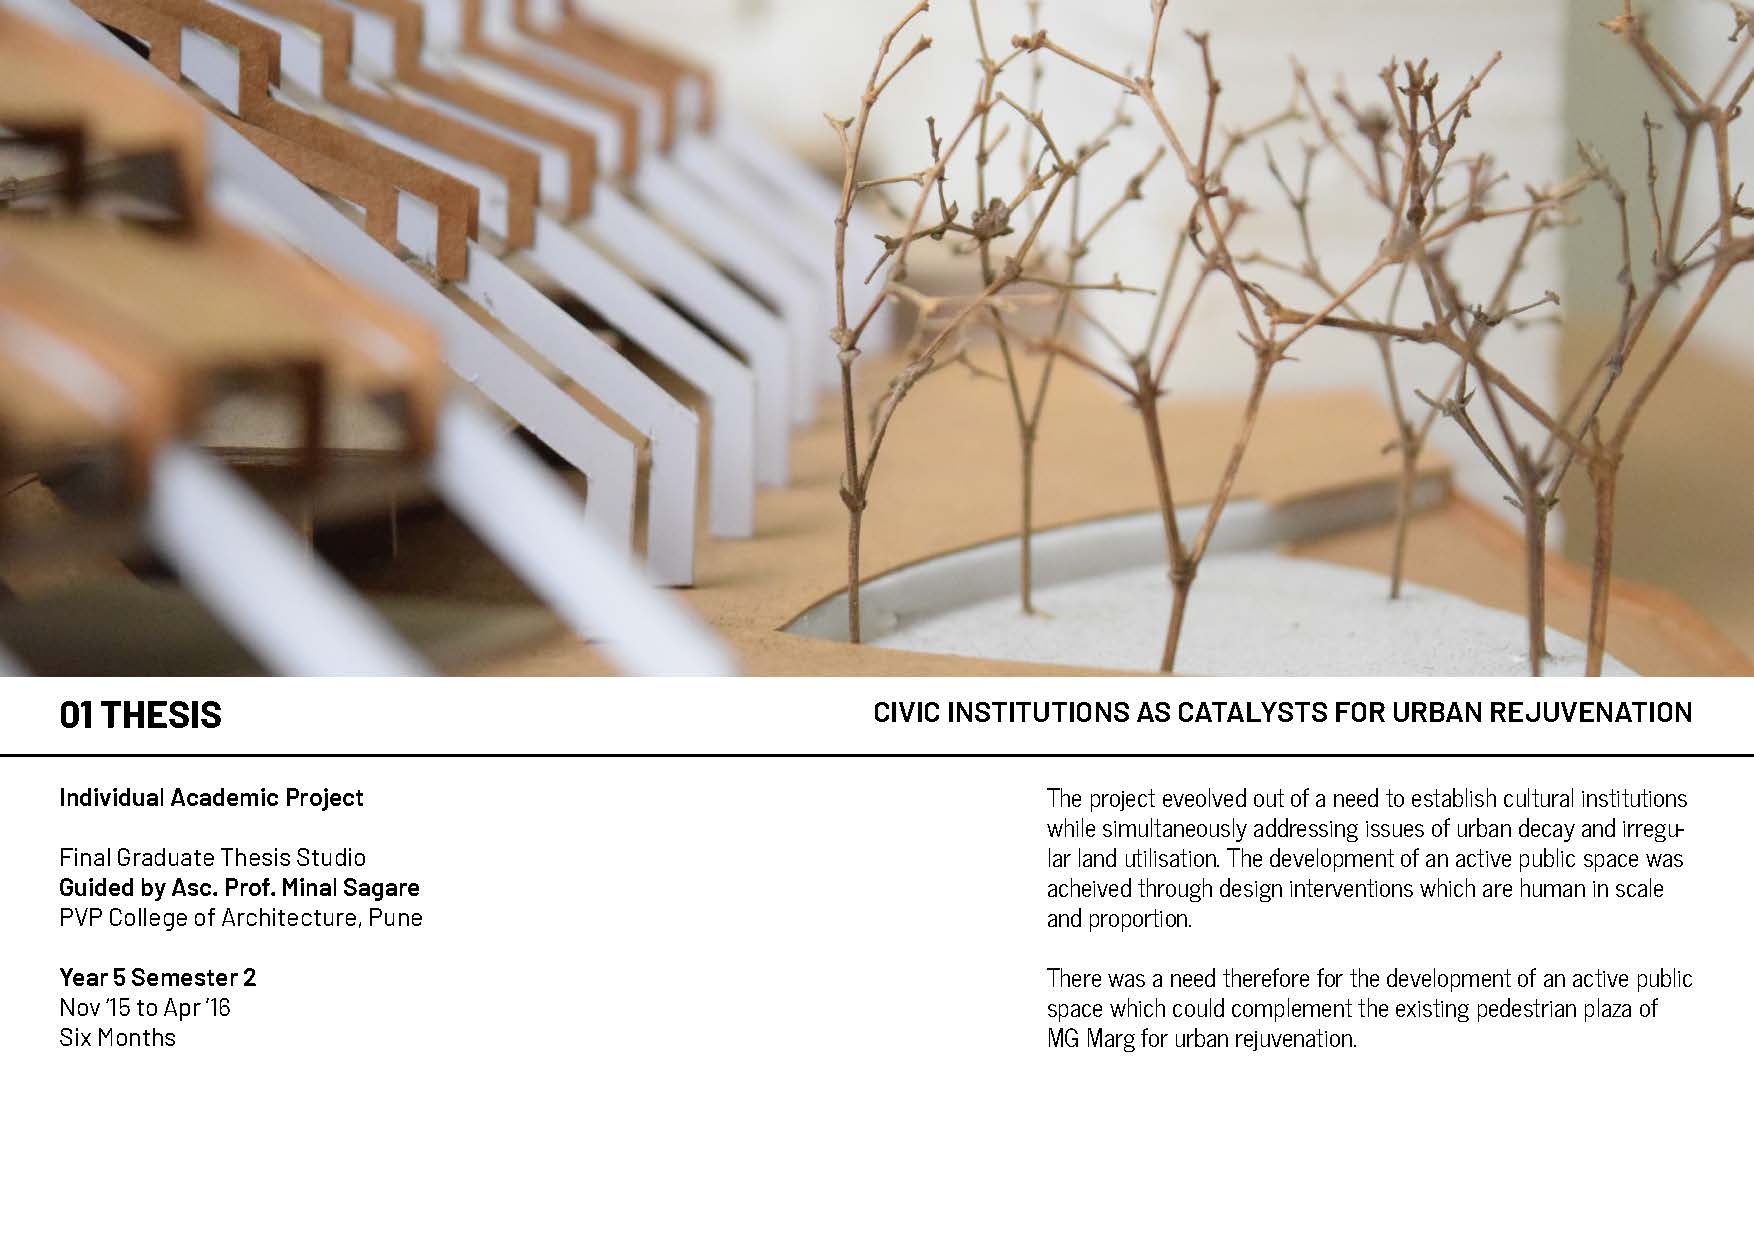 01 THESIS
CIVIC INSTITUTIONS AS CATALYSTS FOR URBAN REJUVENATION
Individual Academic Project
Final Graduate Thesis Studio
Guided by Asc. Prof. Minal Sagare
PVP College of Architecture, Pune
Year 5 Semester 2
Nov '15 to Apr '16
Six Months
The project eveolved out of a need to establish cultural institutions
while simultaneously addressing issues of urban decay and irregu-
lar land utilisation. The development of an active public space was
acheived through design interventions which are human in scale
and proportion.
There was a need therefore for the development of an active public
space which could complement the existing pedestrian plaza of
MG Marg for urban rejuvenation.